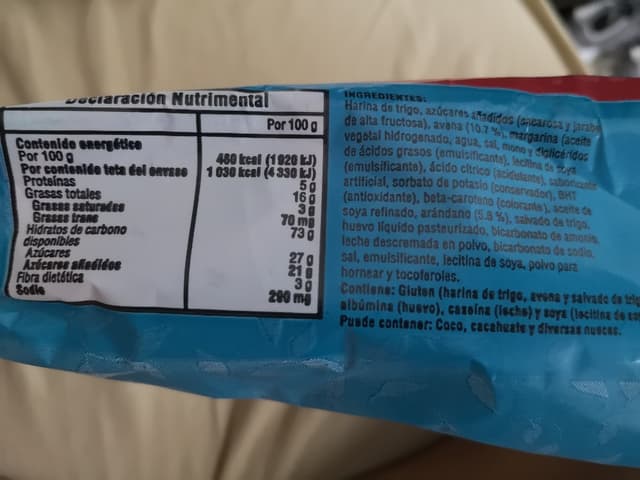 Declaración Nutrimental
Por 100 g
Contenido energético
Por 100 g 460 kcal (1 920 kJ)
Por contenido total del envase 1 030 kcal (4 330 kJ)
Proteínas 5 g
Grasas totales 16 g
Grasas saturadas 3 g
Grasas trans 70 mg
Hidratos de carbono 73 g
disponibles
Azúcares 27 g
Azúcares añadidos 21 g
Fibra dietética 3 g
Sodio 290 mg
INGREDIENTES:
Harina de trigo, azúcares añadidos (sacarosa y jarabe
de alta fructosa), avena (10.7 %), margarina (aceite
vegetal hidrogenado, agua, sal, mono y diglicéridos
de ácidos grasos (emulsificante), lecitina de soya
(emulsificante), ácido cítrico (acidulante), saborizante
artificial, sorbato de potasio (conservador), BHT
(antioxidante), beta-caroteno (colorante), aceite de
soya refinado, arándano (5.8 %), salvado de trigo,
huevo líquido pasteurizado, bicarbonato de amonio,
leche descremada en polvo, bicarbonato de sodio,
sal, emulsificante, lecitina de soya, polvo para
hornear y tocoferoles.
Contiene: Gluten (harina de trigo, avena y salvado de
albúmina (huevo), caseína (leche) y soya (lecitina de
Puede contener: Coco, cacahuate y diversas nueces.